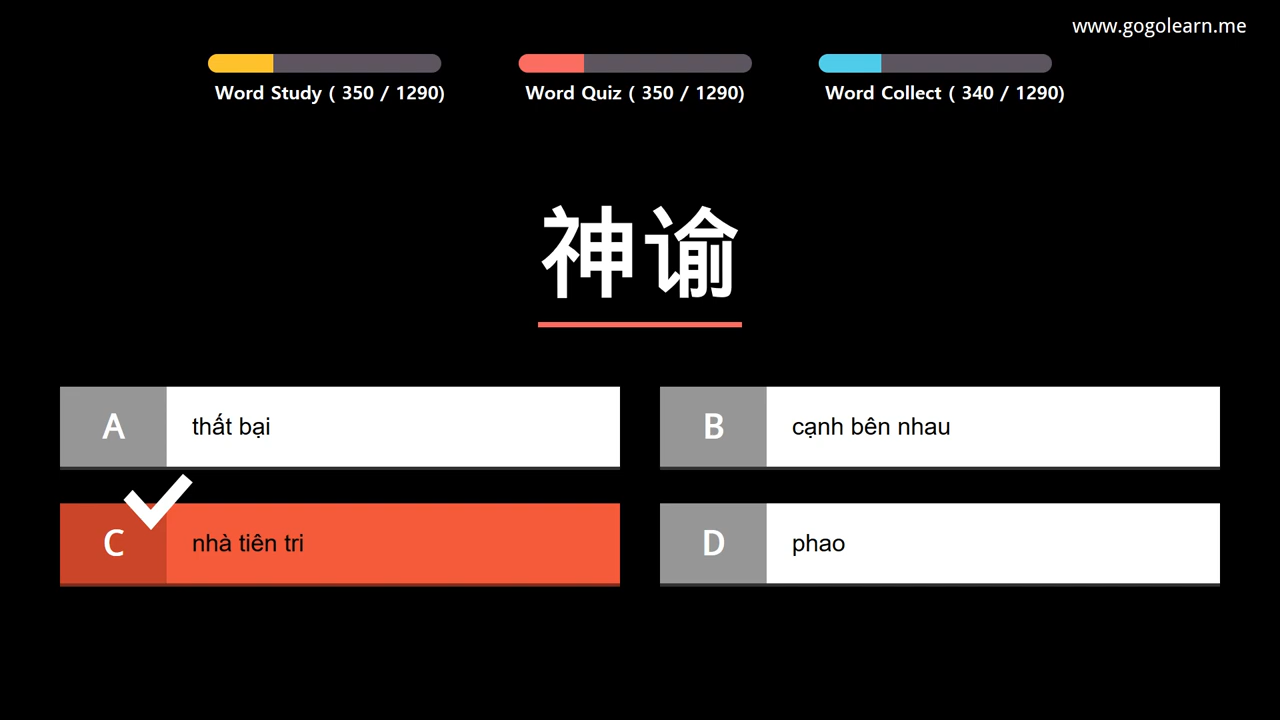 www.gogolearn.me
Word Study ( 350 / 1290)
Word Quiz ( 350 / 1290)
Word Collect ( 340 / 1290)
神谕
A
thất bại
B
cạnh bên nhau
C
nhà tiên tri
D
phao